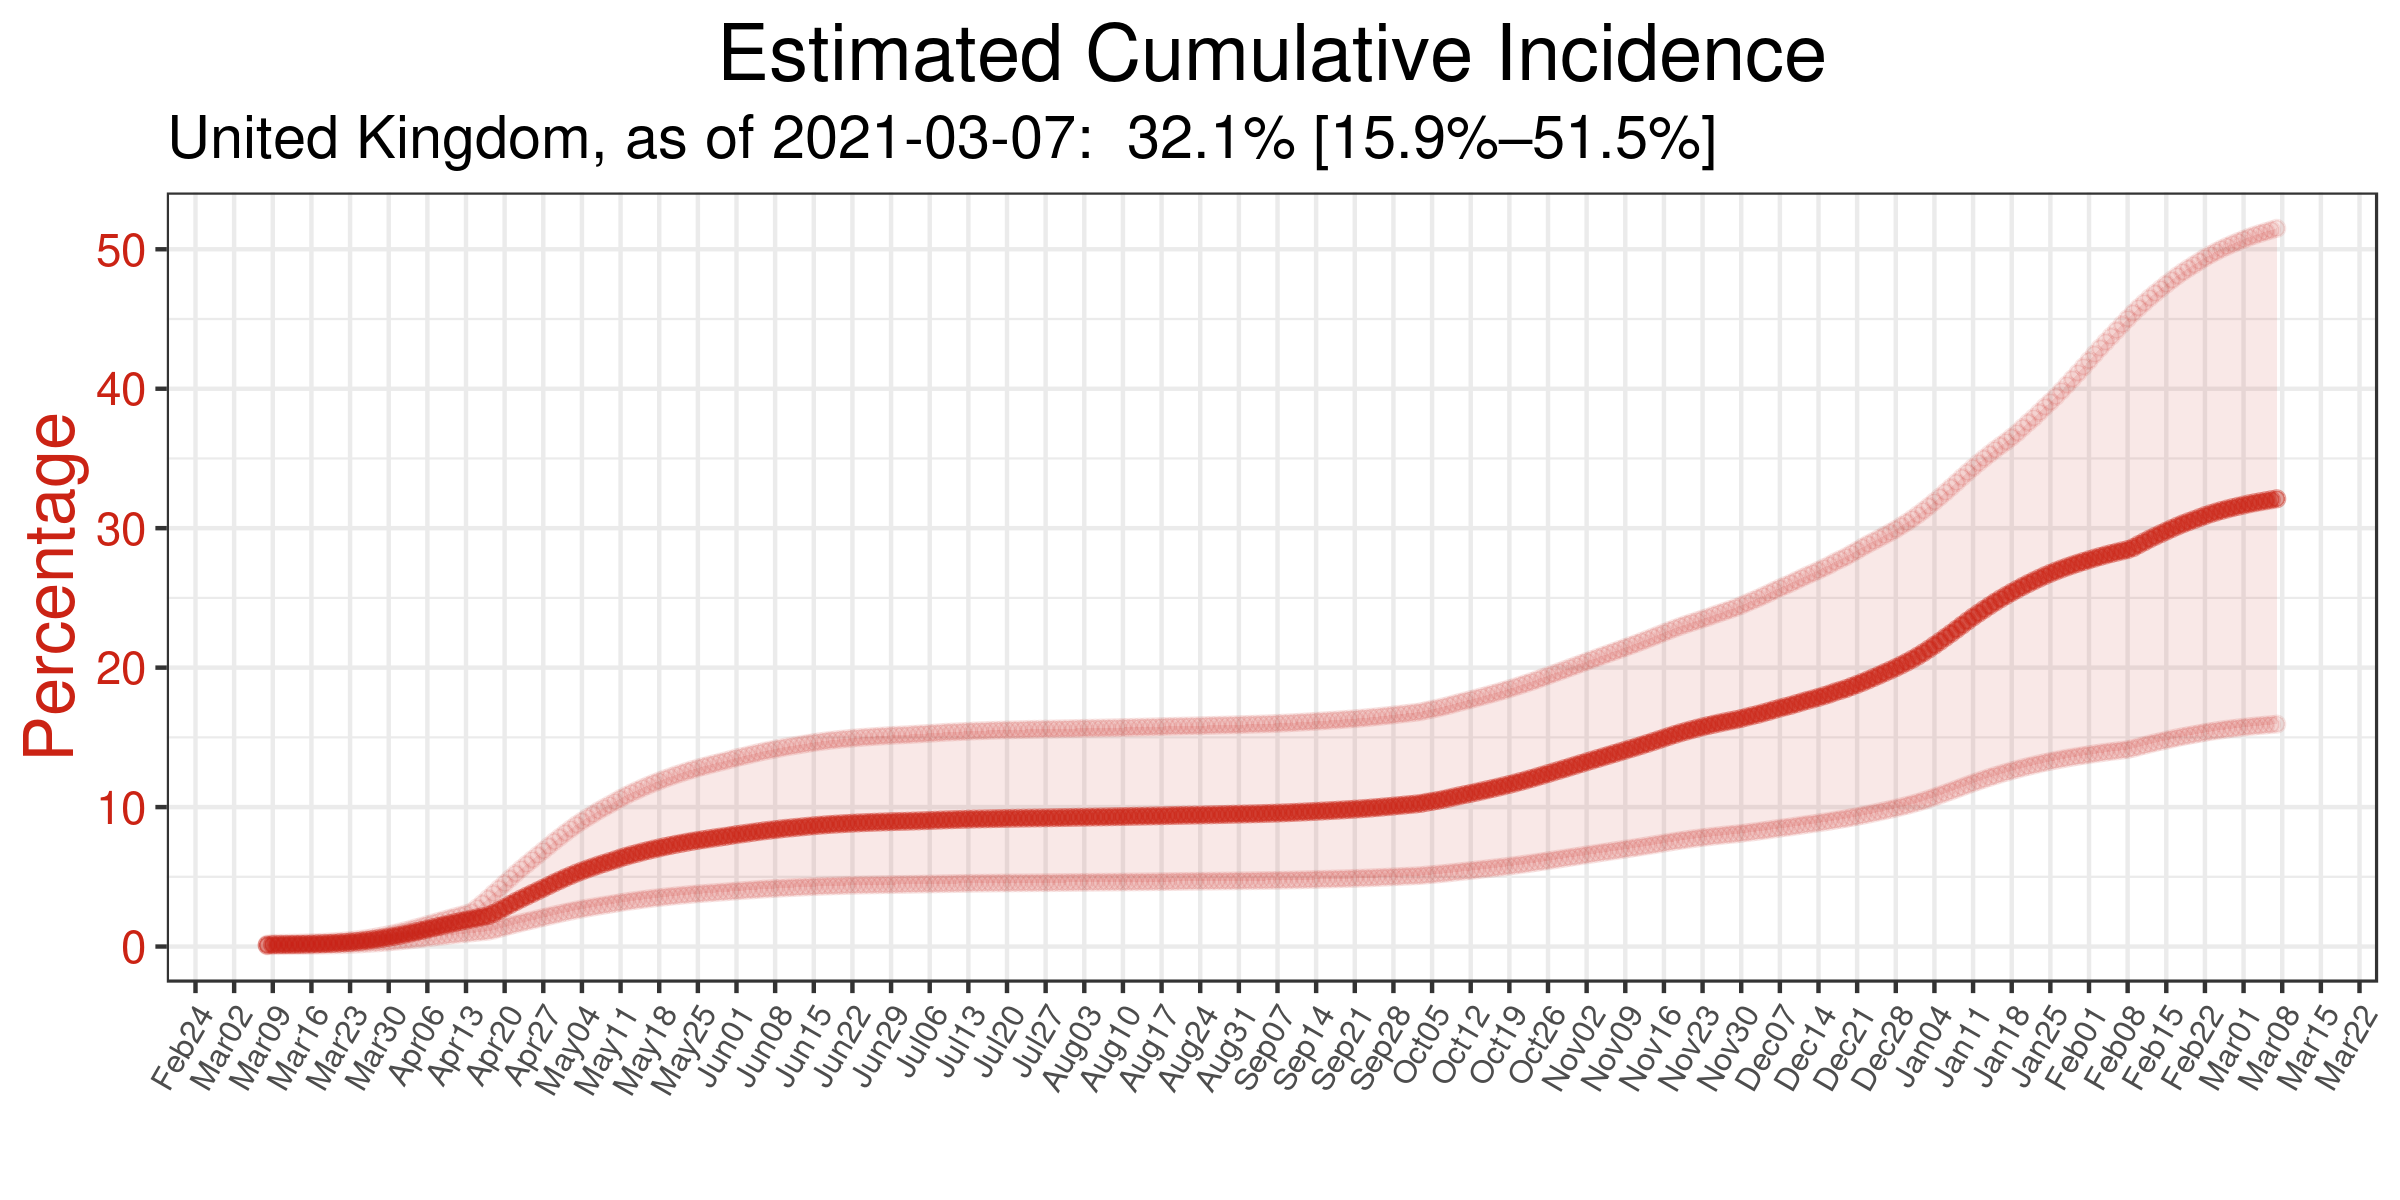 Estimated Cumulative Incidence
United Kingdom, as of 2021-03-07:  32.1% [15.9%–51.5%]
Percentage
50
40
30
20
10
0
Feb24
Mar02
Mar09
Mar16
Mar23
Mar30
Apr06
Apr13
Apr20
Apr27
May04
May11
May18
May25
Jun01
Jun08
Jun15
Jun22
Jun29
Jul06
Jul13
Jul20
Jul27
Aug03
Aug10
Aug17
Aug24
Aug31
Sep07
Sep14
Sep21
Sep28
Oct05
Oct12
Oct19
Oct26
Nov02
Nov09
Nov16
Nov23
Nov30
Dec07
Dec14
Dec21
Dec28
Jan04
Jan11
Jan18
Jan25
Feb01
Feb08
Feb15
Feb22
Mar01
Mar08
Mar15
Mar22